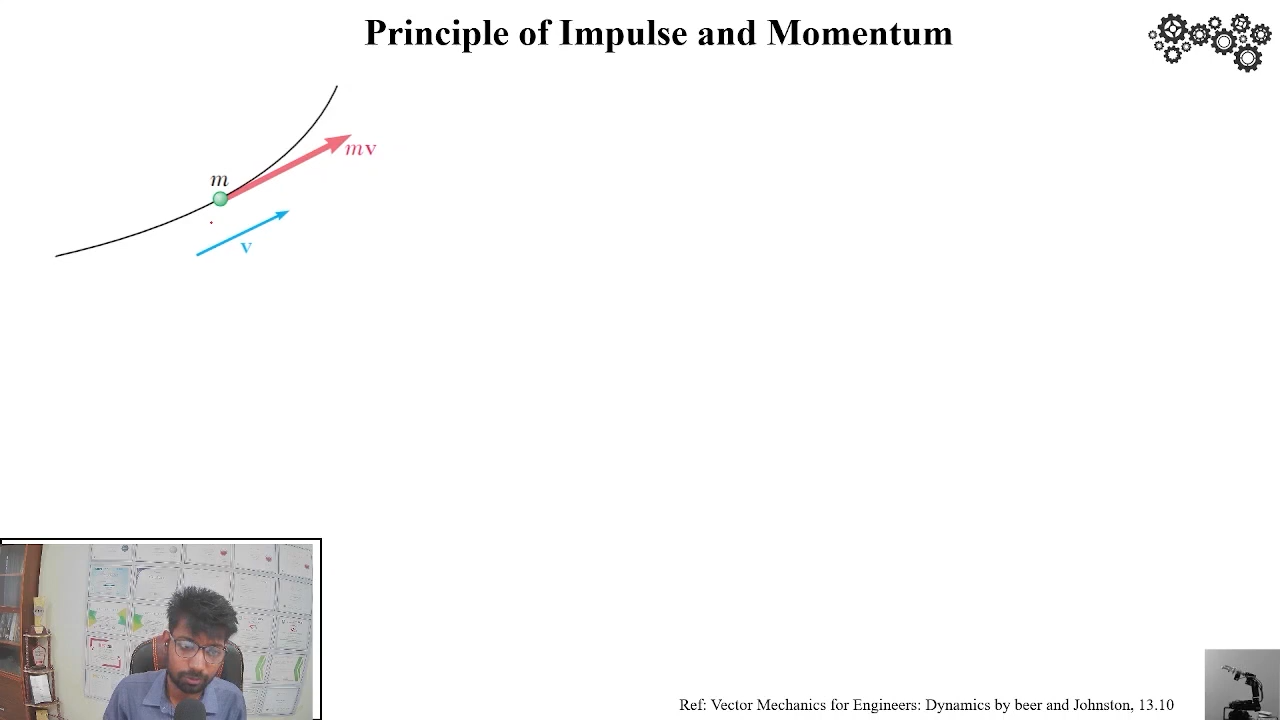 Principle of Impulse and Momentum
mv
m
v
Ref: Vector Mechanics for Engineers: Dynamics by beer and Johnston, 13.10